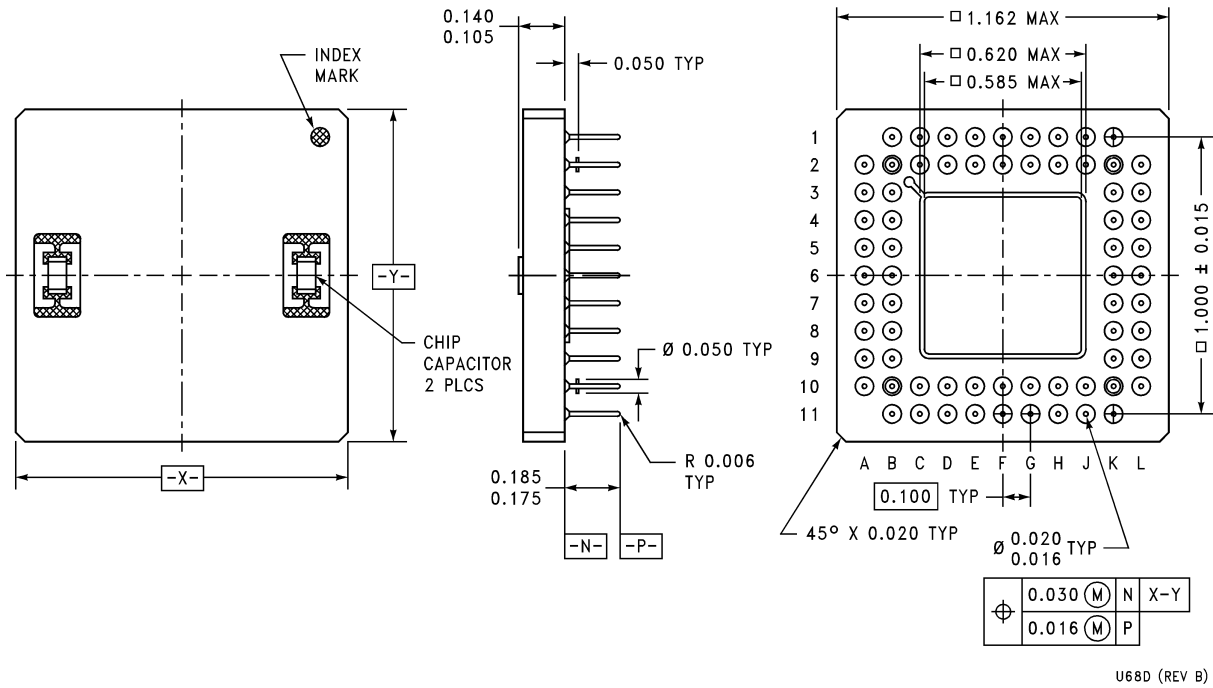 INDEX
MARK
CHIP
CAPACITOR
2 PLCS
-Y-
-X-
0.140
0.105
0.050 TYP
Ø 0.050 TYP
R 0.006
TYP
0.185
0.175
-N-
-P-
□ 1.162 MAX
□ 0.620 MAX
□ 0.585 MAX
1
2
3
4
5
6
7
8
9
10
11
□ 1.000 ± 0.015
A B C D E F G H J K L
0.100 TYP
45° X 0.020 TYP
Ø 0.020 TYP
0.016
⌖ 0.030 Ⓜ N X-Y
0.016 Ⓜ P
U68D (REV B)